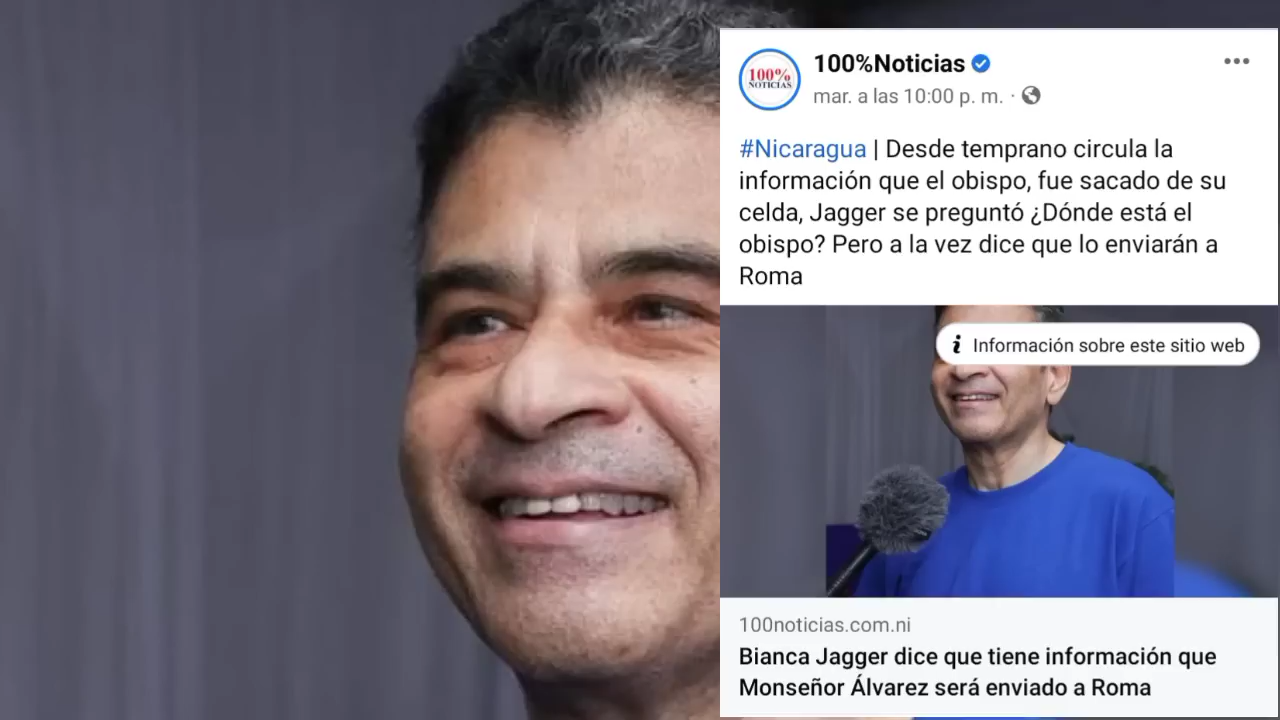 100%Noticias
100%
NOTICIAS
mar. a las 10:00 p. m. ·
#Nicaragua | Desde temprano circula la
información que el obispo, fue sacado de su
celda, Jagger se preguntó ¿Dónde está el
obispo? Pero a la vez dice que lo enviarán a
Roma
i Información sobre este sitio web
100noticias.com.ni
Bianca Jagger dice que tiene información que
Monseñor Álvarez será enviado a Roma